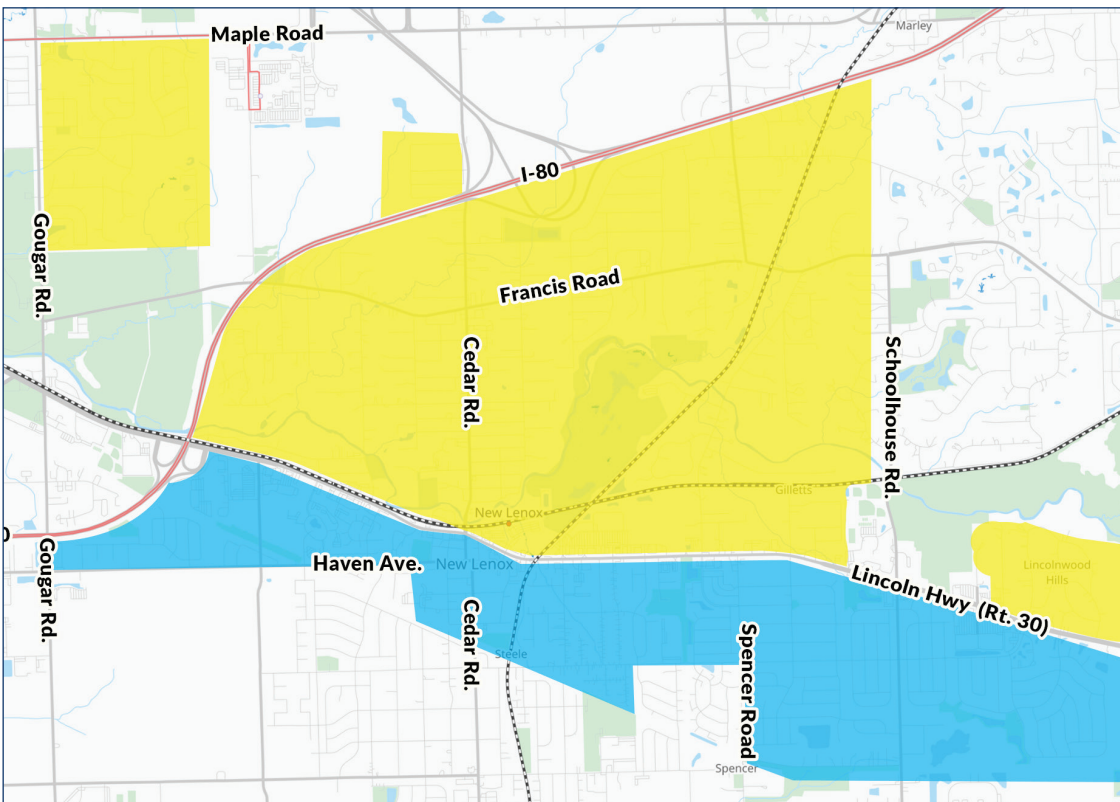 Marley
Maple Road
I-80
Gougar Rd.
Francis Road
Cedar Rd.
Schoolhouse Rd.
Gilletts
New Lenox
0
Gougar Rd.
Haven Ave.
New Lenox
Lincolnwood
Hills
Lincoln Hwy (Rt. 30)
Cedar Rd.
Steele
Spencer Road
Spencer